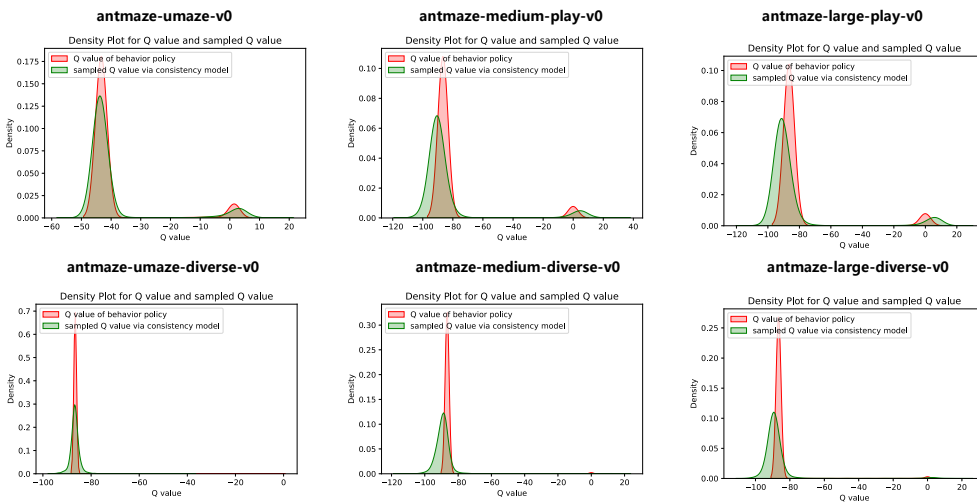 antmaze-umaze-v0
Density Plot for Q value and sampled Q value
Q value of behavior policy
sampled Q value via consistency model
0.175
0.150
0.125
0.100
0.075
0.050
0.025
0.000
Density
−60 −50 −40 −30 −20 −10 0 10 20
Q value
antmaze-medium-play-v0
Density Plot for Q value and sampled Q value
Q value of behavior policy
sampled Q value via consistency model
0.10
0.08
0.06
0.04
0.02
0.00
Density
−120 −100 −80 −60 −40 −20 0 20 40
Q value
antmaze-large-play-v0
Density Plot for Q value and sampled Q value
Q value of behavior policy
sampled Q value via consistency model
0.10
0.08
0.06
0.04
0.02
0.00
Density
−120 −100 −80 −60 −40 −20 0 20
Q value
antmaze-umaze-diverse-v0
Density Plot for Q value and sampled Q value
Q value of behavior policy
sampled Q value via consistency model
0.7
0.6
0.5
0.4
0.3
0.2
0.1
0.0
Density
−100 −80 −60 −40 −20 0
Q value
antmaze-medium-diverse-v0
Density Plot for Q value and sampled Q value
Q value of behavior policy
sampled Q value via consistency model
0.30
0.25
0.20
0.15
0.10
0.05
0.00
Density
−120 −100 −80 −60 −40 −20 0 20
Q value
antmaze-large-diverse-v0
Density Plot for Q value and sampled Q value
Q value of behavior policy
sampled Q value via consistency model
0.25
0.20
0.15
0.10
0.05
0.00
Density
−100 −80 −60 −40 −20 0 20
Q value